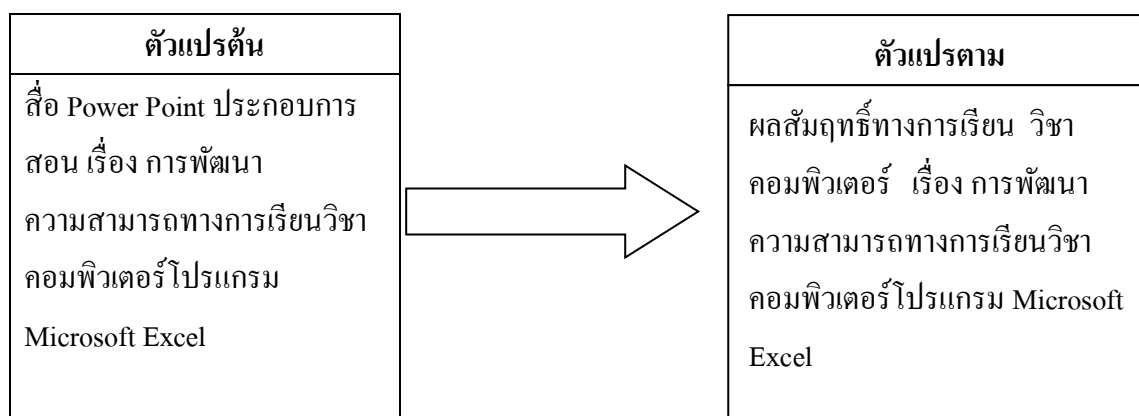 ตัวแปรต้น
สื่อ Power Point ประกอบการ
สอน เรื่อง การพัฒนา
ความสามารถทางการเรียนวิชา
คอมพิวเตอร์โปรแกรม
Microsoft Excel
ตัวแปรตาม
ผลสัมฤทธิ์ทางการเรียน วิชา
คอมพิวเตอร์ เรื่อง การพัฒนา
ความสามารถทางการเรียนวิชา
คอมพิวเตอร์โปรแกรม Microsoft
Excel